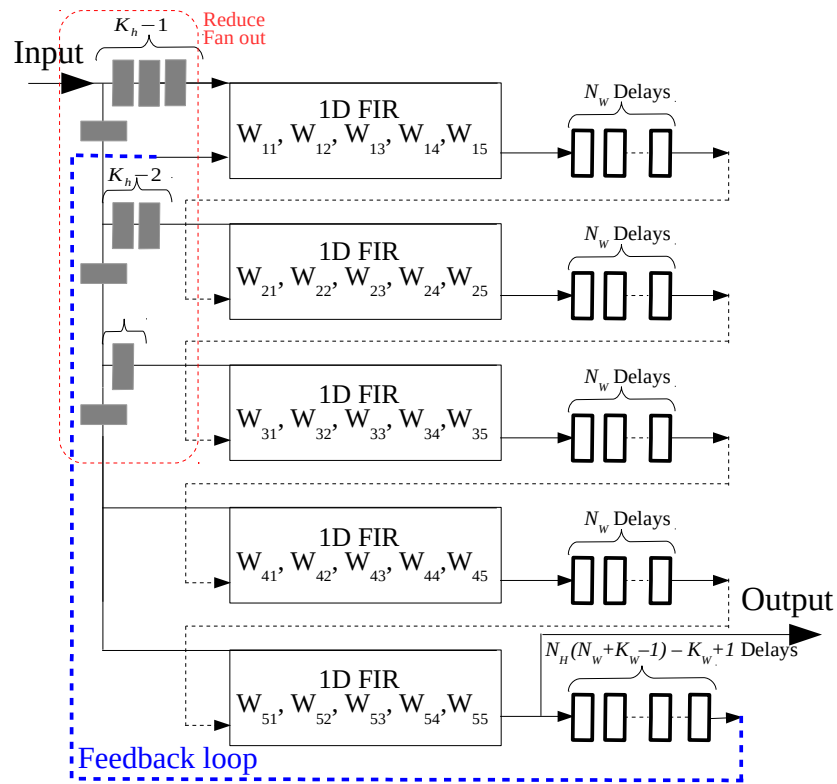 Reduce
Fan out
K_h−1
Input
N_W Delays
1D FIR
W_11, W_12, W_13, W_14, W_15
K_h−2
N_W Delays
1D FIR
W_21, W_22, W_23, W_24, W_25
N_W Delays
1D FIR
W_31, W_32, W_33, W_34, W_35
N_W Delays
1D FIR
W_41, W_42, W_43, W_44, W_45
Output
N_H(N_W+K_W−1) − K_W+1 Delays
1D FIR
W_51, W_52, W_53, W_54, W_55
Feedback loop